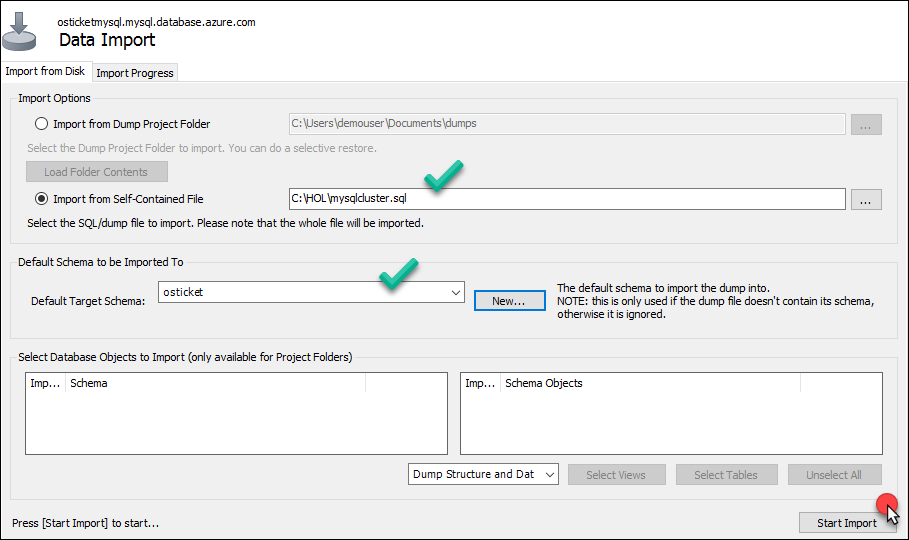 osticketmysql.mysql.database.azure.com
Data Import
Import from Disk
Import Progress
Import Options
Import from Dump Project Folder
C:\Users\demouser\Documents\dumps
...
Select the Dump Project Folder to import. You can do a selective restore.
Load Folder Contents
Import from Self-Contained File
C:\HOL\mysqlcluster.sql
...
Select the SQL/dump file to import. Please note that the whole file will be imported.
Default Schema to be Imported To
Default Target Schema:
osticket
New...
The default schema to import the dump into.
NOTE: this is only used if the dump file doesn't contain its schema,
otherwise it is ignored.
Select Database Objects to Import (only available for Project Folders)
Imp... Schema
Imp... Schema Objects
Dump Structure and Dat
Select Views
Select Tables
Unselect All
Press [Start Import] to start...
Start Import